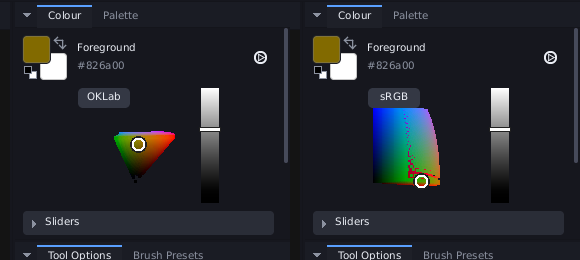 Colour Palette
Foreground
#826a00
OKLab
Sliders
Tool Options Brush Presets
Colour Palette
Foreground
#826a00
sRGB
Sliders
Tool Options Brush Presets